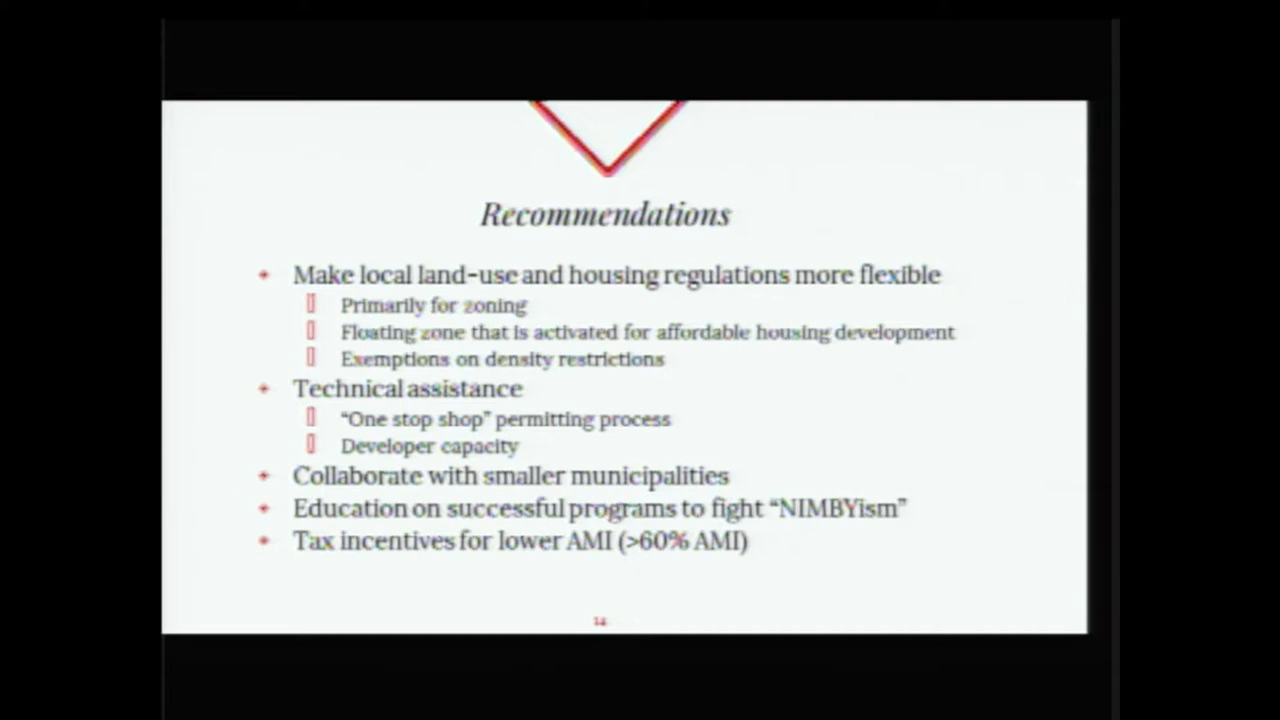 Recommendations
Make local land-use and housing regulations more flexible
Primarily for zoning
Floating zone that is activated for affordable housing development
Exemptions on density restrictions
Technical assistance
“One stop shop” permitting process
Developer capacity
Collaborate with smaller municipalities
Education on successful programs to fight “NIMBYism”
Tax incentives for lower AMI (>60% AMI)
14